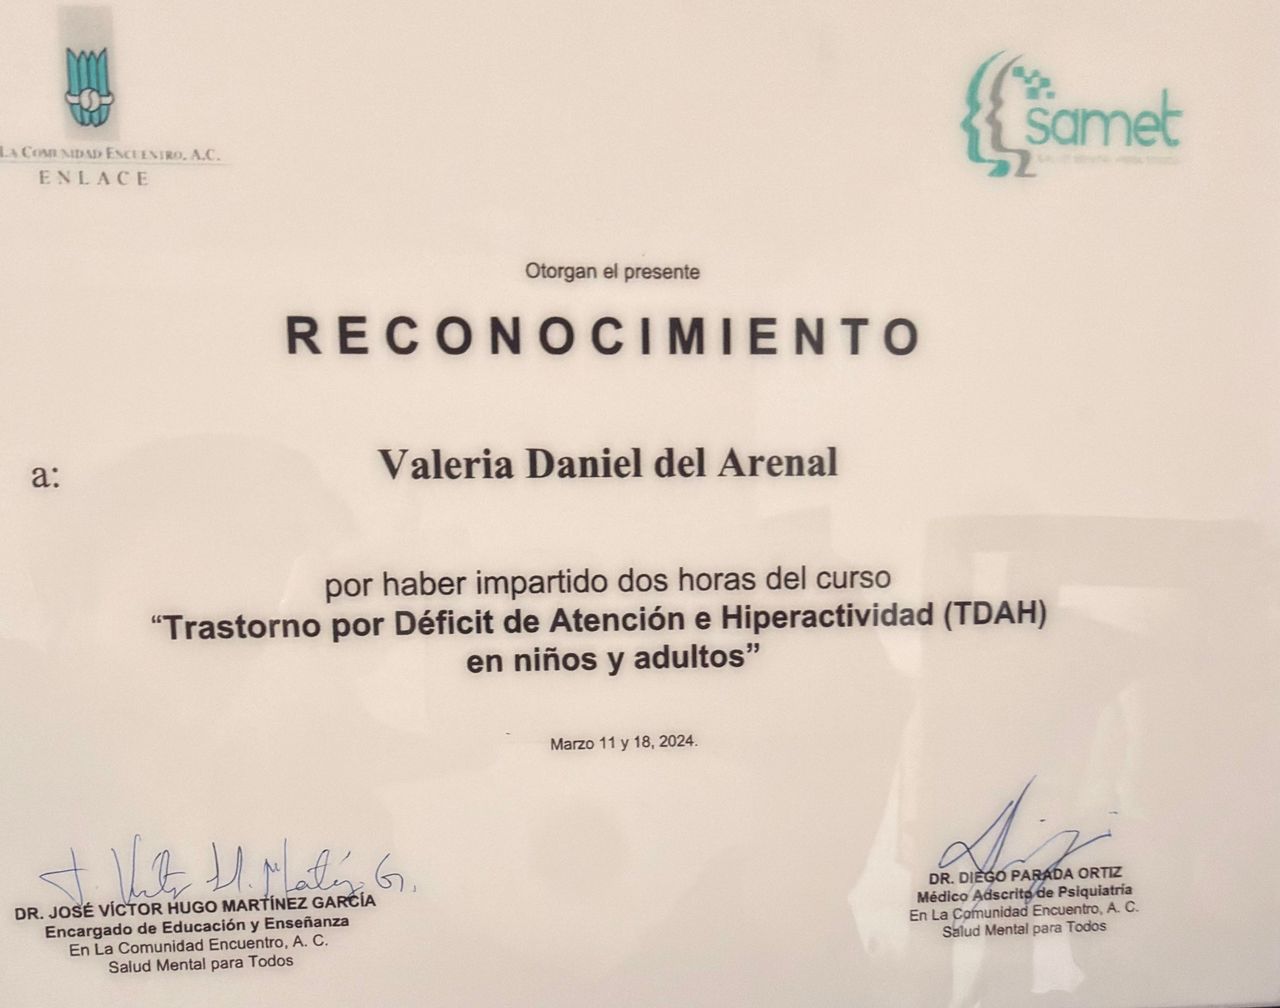 LA COMUNIDAD ENCUENTRO, A.C.
ENLACE
samet
Otorgan el presente
RECONOCIMIENTO
a:
Valeria Daniel del Arenal
por haber impartido dos horas del curso
“Trastorno por Déficit de Atención e Hiperactividad (TDAH)
en niños y adultos”
Marzo 11 y 18, 2024.
DR. JOSÉ VÍCTOR HUGO MARTÍNEZ GARCÍA
Encargado de Educación y Enseñanza
En La Comunidad Encuentro, A. C.
Salud Mental para Todos
DR. DIEGO PARADA ORTIZ
Médico Adscrito de Psiquiatría
En La Comunidad Encuentro, A. C.
Salud Mental para Todos